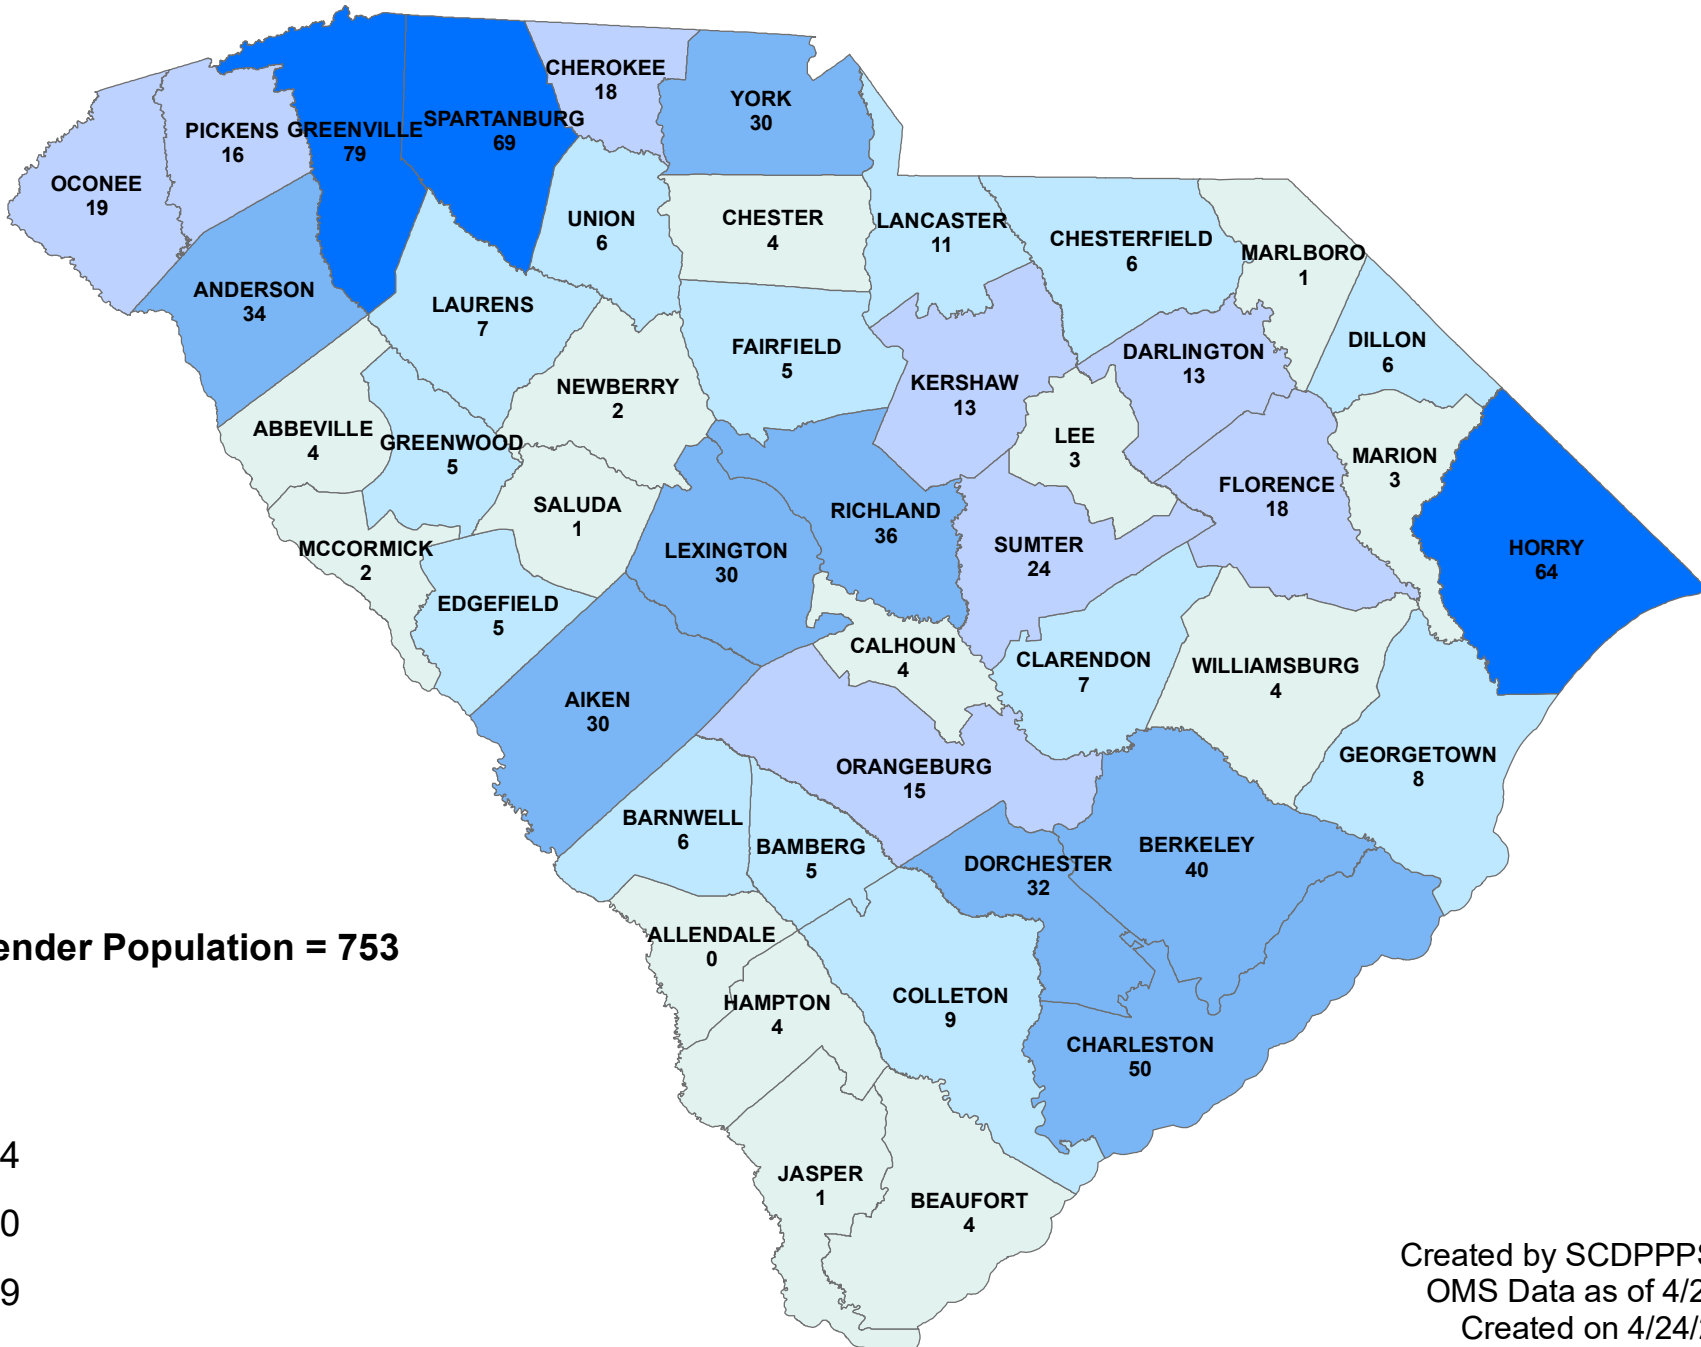 CHEROKEE
18
YORK
30
SPARTANBURG
69
PICKENS
16
GREENVILLE
79
OCONEE
19
UNION
6
CHESTER
4
LANCASTER
11
CHESTERFIELD
6
MARLBORO
1
ANDERSON
34
LAURENS
7
FAIRFIELD
5
DARLINGTON
13
DILLON
6
NEWBERRY
2
KERSHAW
13
ABBEVILLE
4
GREENWOOD
5
LEE
3
MARION
3
FLORENCE
18
SALUDA
1
RICHLAND
36
MCCORMICK
2
LEXINGTON
30
SUMTER
24
HORRY
64
EDGEFIELD
5
CALHOUN
4
CLARENDON
7
WILLIAMSBURG
4
AIKEN
30
ORANGEBURG
15
GEORGETOWN
8
BARNWELL
6
BAMBERG
5
DORCHESTER
32
BERKELEY
40
ALLENDALE
0
ender Population = 753
HAMPTON
4
COLLETON
9
CHARLESTON
50
JASPER
1
BEAUFORT
4
4
0
9
Created by SCDPPPS
OMS Data as of 4/2
Created on 4/24/